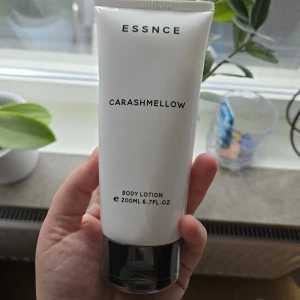 ESSNCE
CARASHMELLOW
BODY LOTION
℮ 200ML 6.7FL.OZ